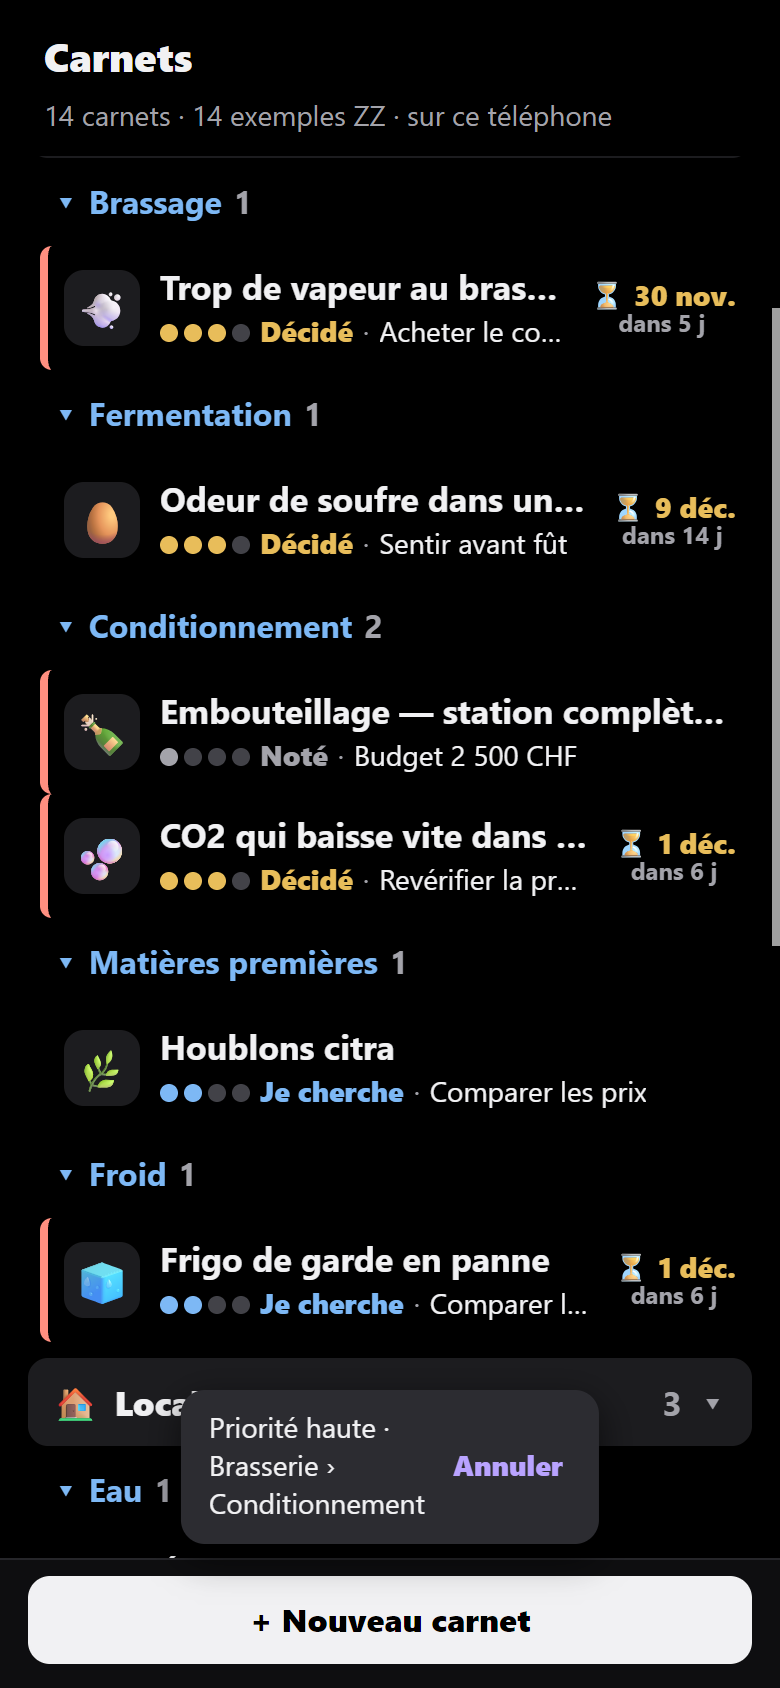 Carnets
14 carnets · 14 exemples ZZ · sur ce téléphone
Brassage 1
Trop de vapeur au bras…
30 nov.
Décidé · Acheter le co…
dans 5 j
Fermentation 1
Odeur de soufre dans un…
9 déc.
Décidé · Sentir avant fût
dans 14 j
Conditionnement 2
Embouteillage — station complèt…
Noté · Budget 2 500 CHF
CO2 qui baisse vite dans …
1 déc.
Décidé · Revérifier la pr…
dans 6 j
Matières premières 1
Houblons citra
Je cherche · Comparer les prix
Froid 1
Frigo de garde en panne
1 déc.
Je cherche · Comparer l…
dans 6 j
3
Priorité haute ·
Brasserie ›
Conditionnement
Annuler
Eau 1
+ Nouveau carnet